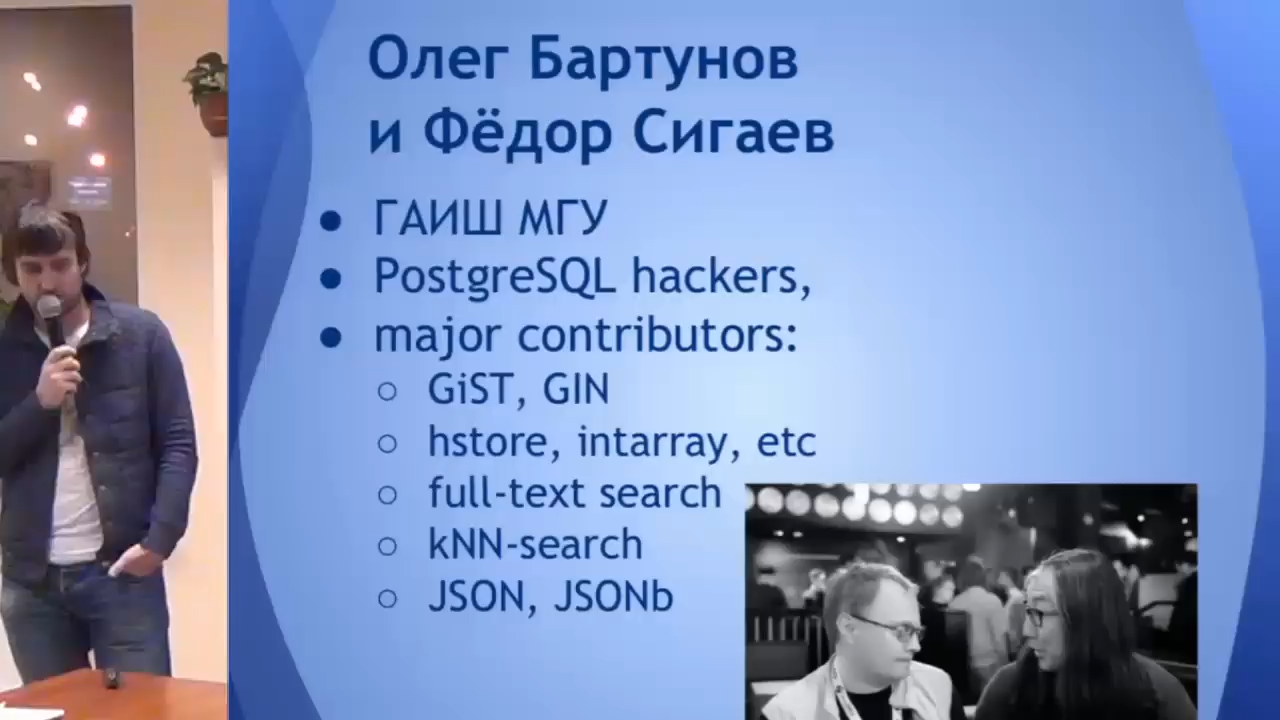 Олег Бартунов
и Фёдор Сигаев
● ГАИШ МГУ
● PostgreSQL hackers,
● major contributors:
○ GiST, GIN
○ hstore, intarray, etc
○ full-text search
○ kNN-search
○ JSON, JSONb